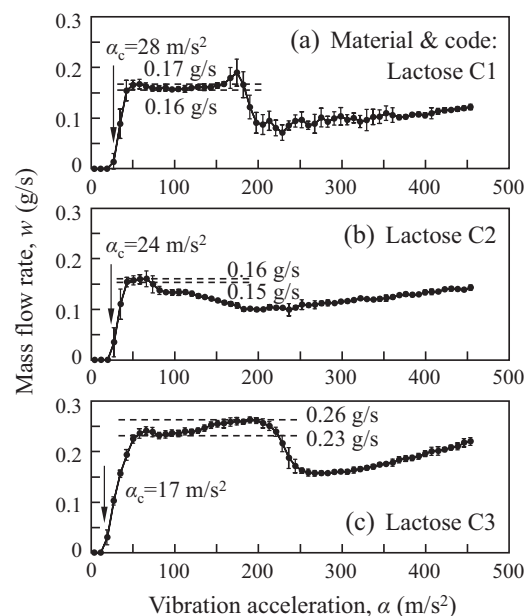 (a) Material & code:
Lactose C1
αc=28 m/s²
0.17 g/s
0.16 g/s
0.3
0.2
0.1
0
0 100 200 300 400 500
(b) Lactose C2
αc=24 m/s²
0.16 g/s
0.15 g/s
0.3
0.2
0.1
0
0 100 200 300 400 500
0.26 g/s
0.23 g/s
αc=17 m/s²
(c) Lactose C3
0.3
0.2
0.1
0
0 100 200 300 400 500
Mass flow rate, w (g/s)
Vibration acceleration, α (m/s²)